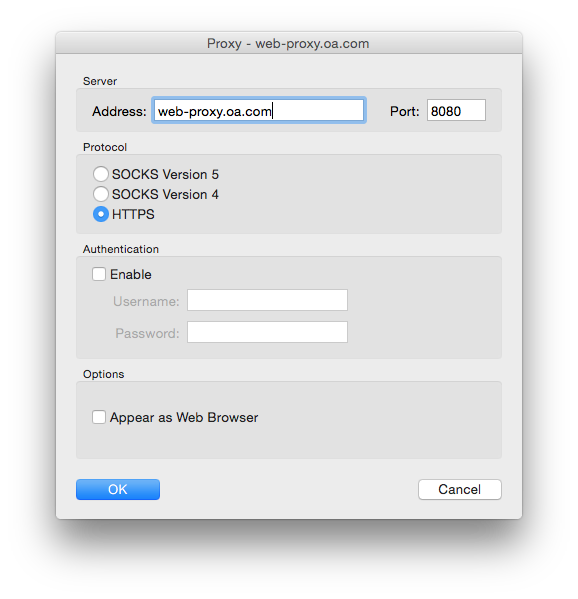 Proxy - web-proxy.oa.com
Server
Address: web-proxy.oa.com Port: 8080
Protocol
SOCKS Version 5
SOCKS Version 4
HTTPS
Authentication
Enable
Username:
Password:
Options
Appear as Web Browser
OK Cancel